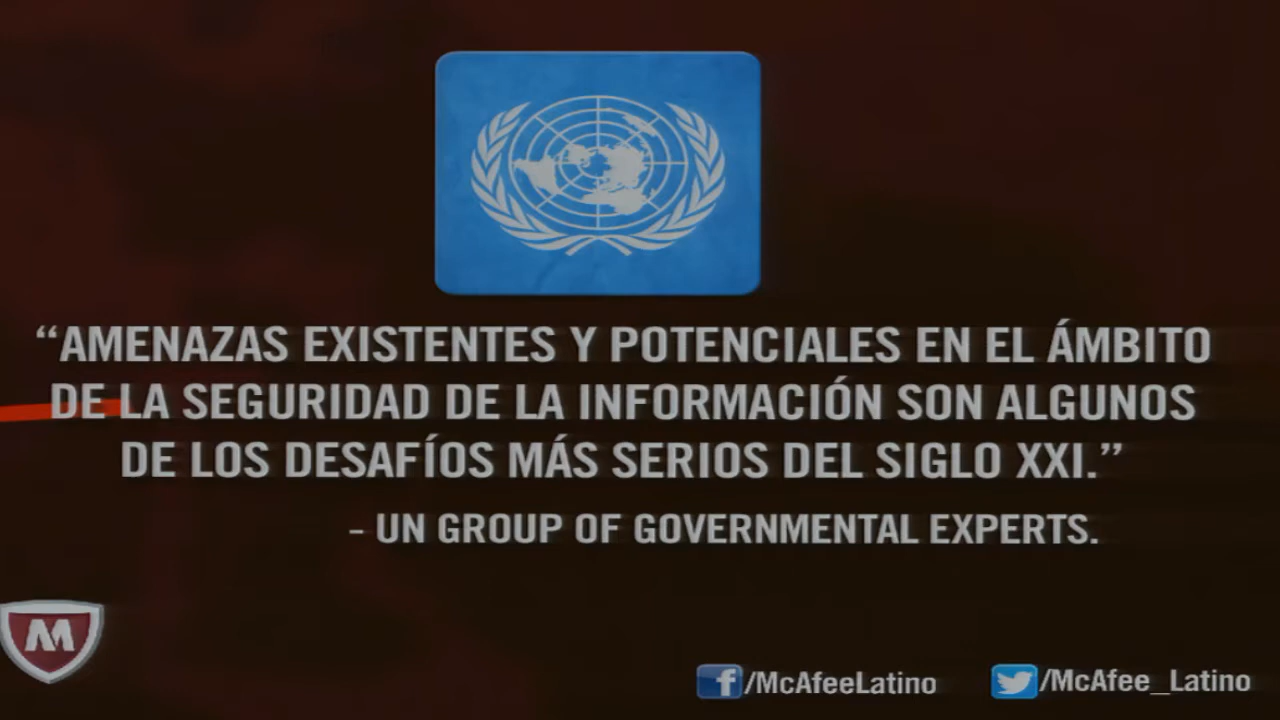 “AMENAZAS EXISTENTES Y POTENCIALES EN EL ÁMBITO
DE LA SEGURIDAD DE LA INFORMACIÓN SON ALGUNOS
DE LOS DESAFÍOS MÁS SERIOS DEL SIGLO XXI.”
- UN GROUP OF GOVERNMENTAL EXPERTS.
M
f/McAfeeLatino
/McAfee_Latino